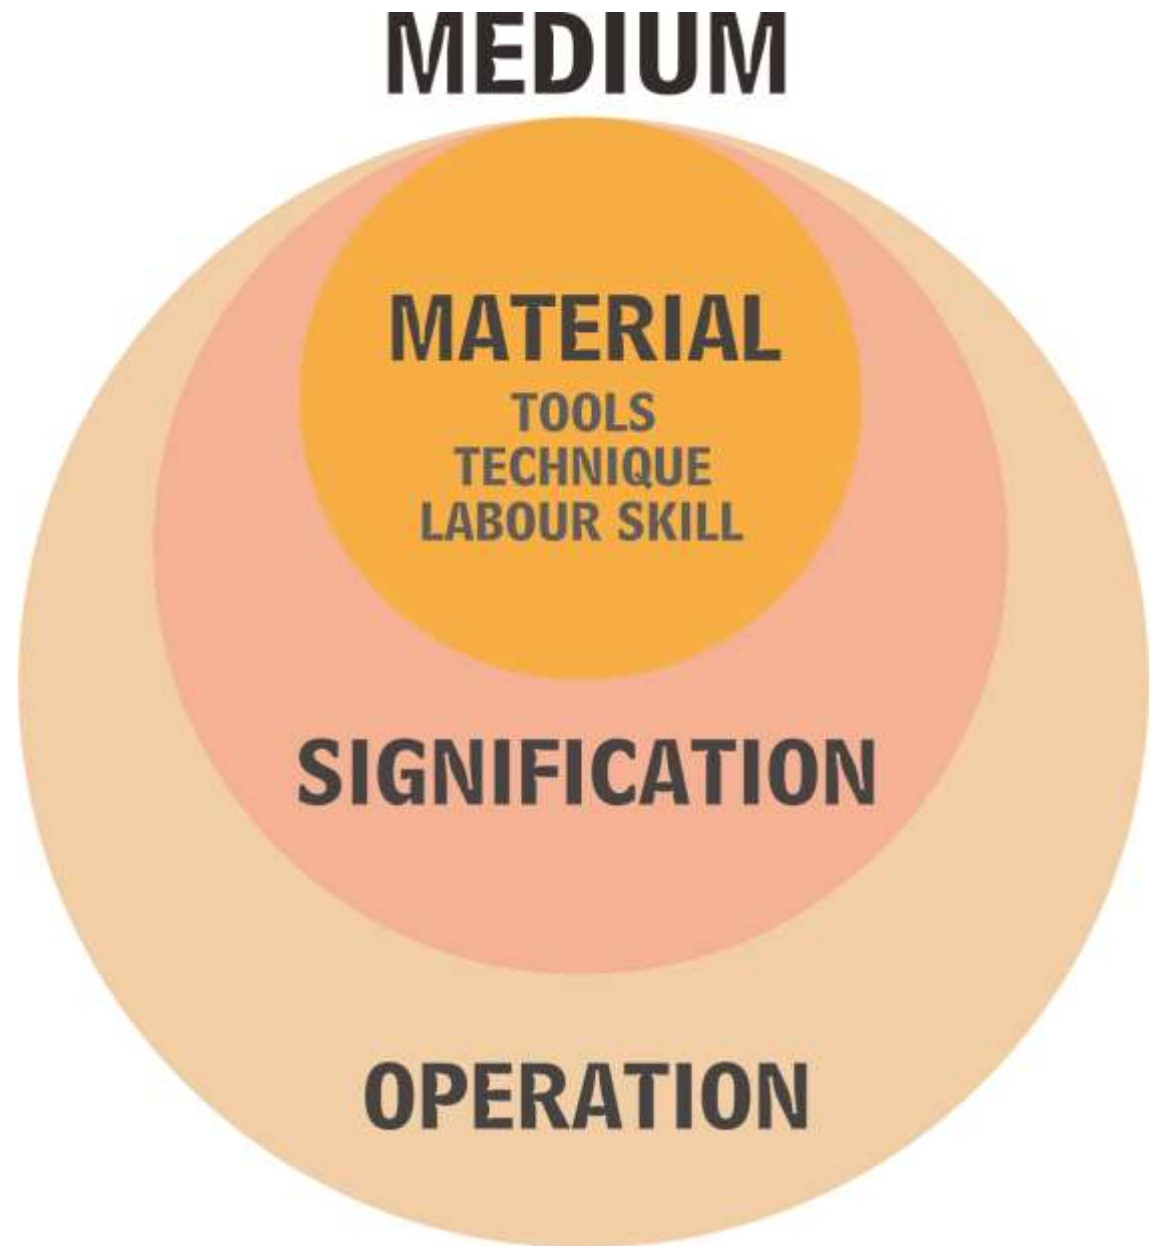 MEDIUM
MATERIAL
TOOLS
TECHNIQUE
LABOUR SKILL
SIGNIFICATION
OPERATION